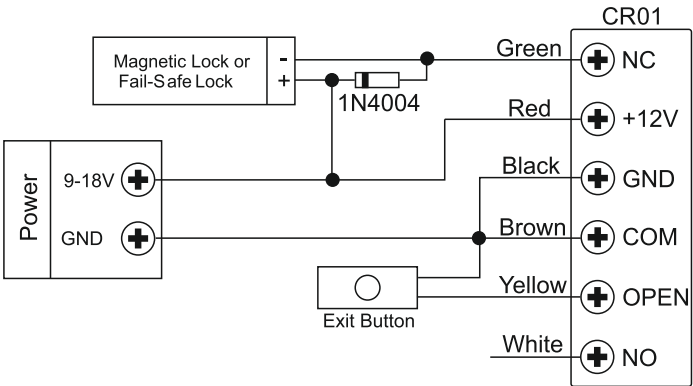 CR01
Magnetic Lock or
Fail-Safe Lock
-
+
1N4004
Green
NC
Red
+12V
Black
GND
Brown
COM
Yellow
OPEN
White
NO
Power
9-18V
GND
Exit Button